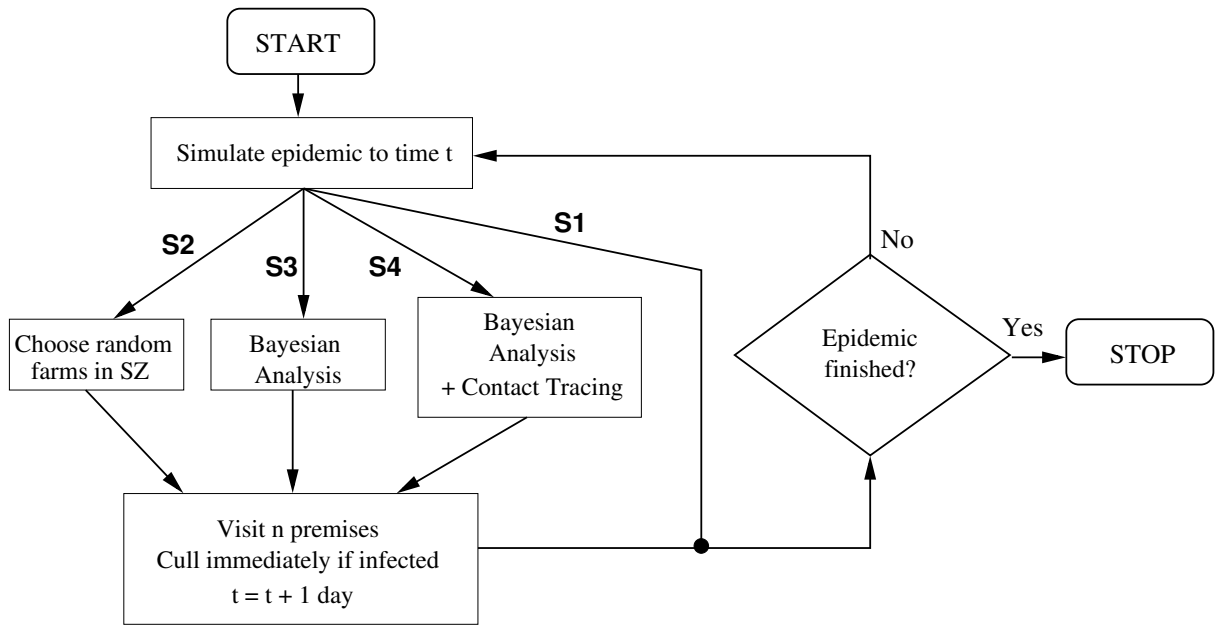 START
Simulate epidemic to time t
S1
S2
S3
S4
No
Choose random
farms in SZ
Bayesian
Analysis
Bayesian
Analysis
+ Contact Tracing
Epidemic
finished?
Yes
STOP
Visit n premises
Cull immediately if infected
t = t + 1 day